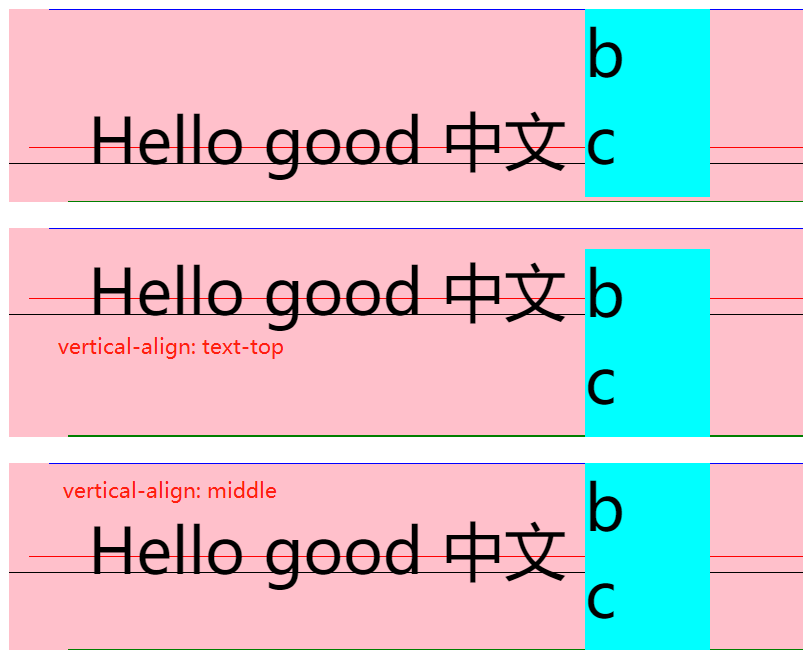 b
Hello good 中文 c
Hello good 中文 b
vertical-align: text-top
c
vertical-align: middle
b
Hello good 中文
c